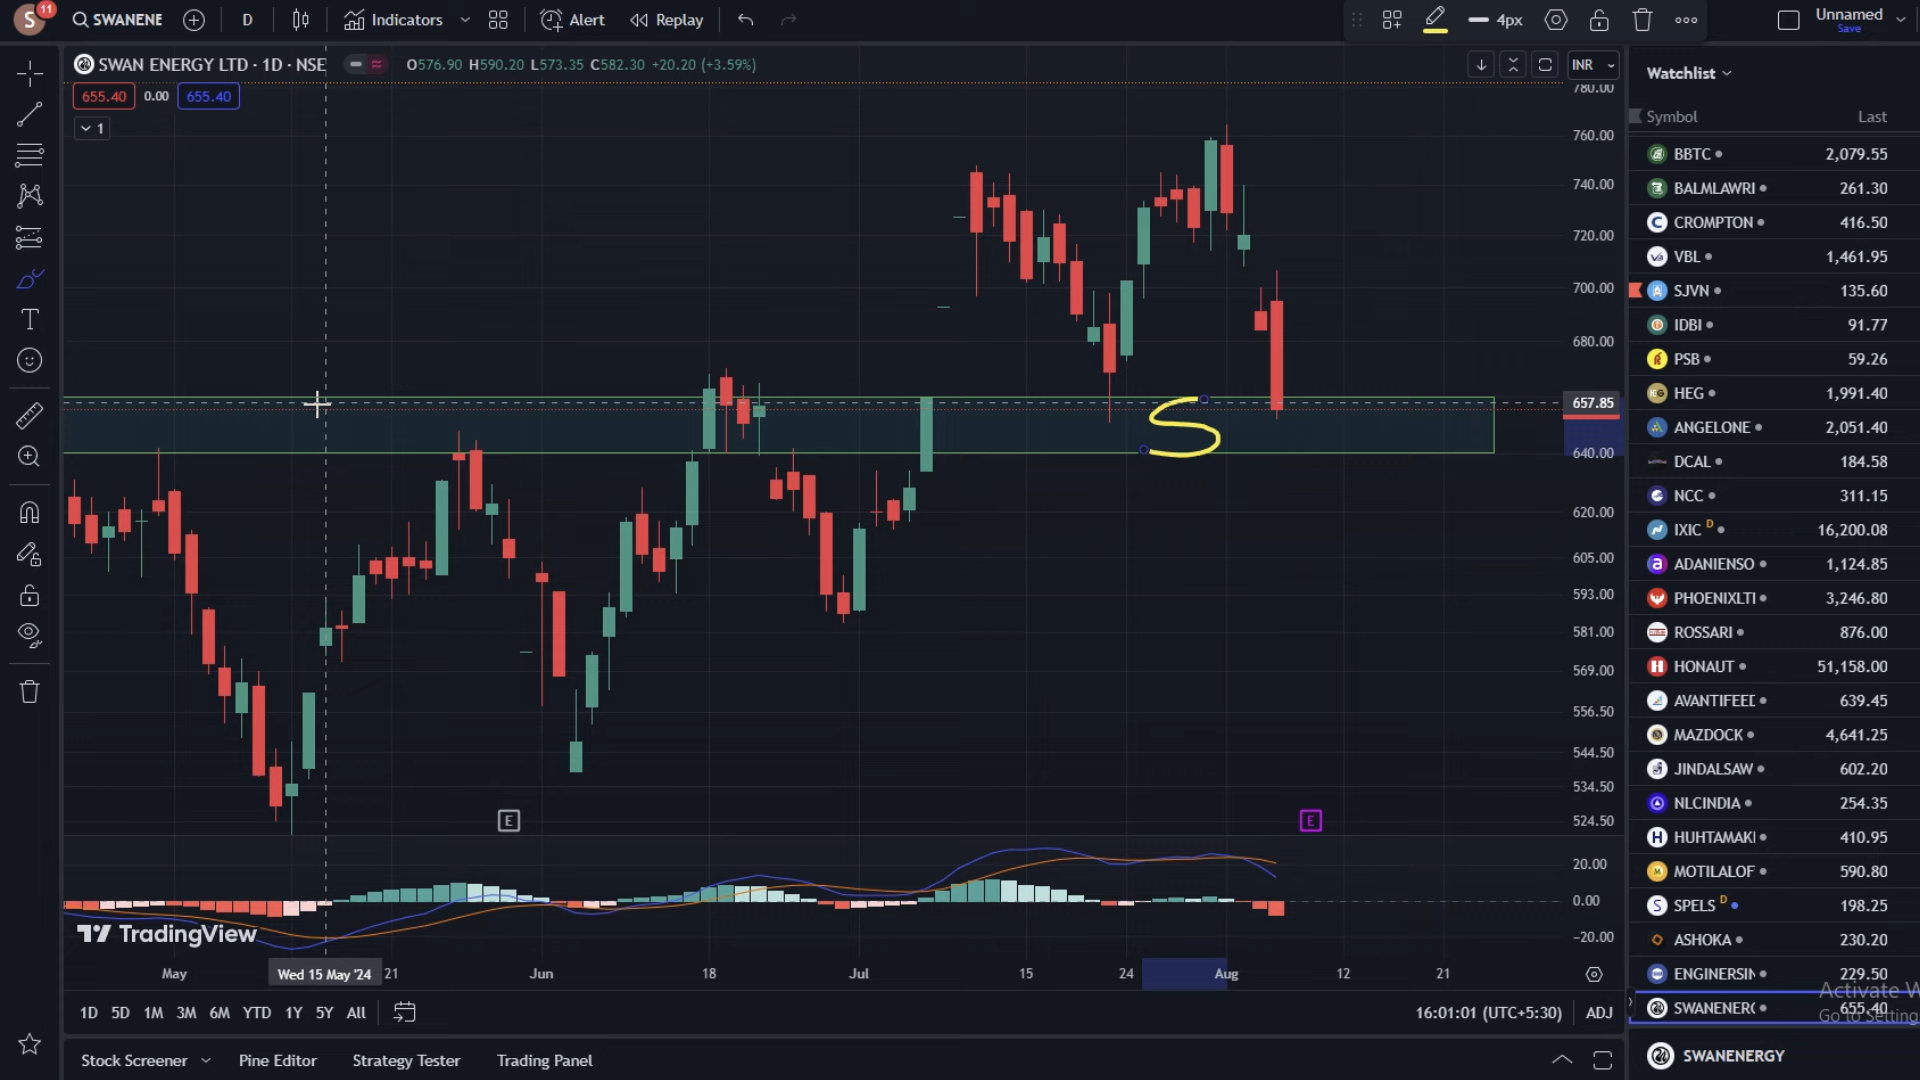 S
11
SWANENE
D
Indicators
Alert
Replay
4px
Unnamed
Save
SWAN ENERGY LTD · 1D · NSE
O576.90 H590.20 L573.35 C582.30 +20.20 (+3.59%)
INR
655.40 0.00 655.40
1
780.00
760.00
740.00
720.00
700.00
680.00
657.85
640.00
620.00
605.00
593.00
581.00
569.00
556.50
544.50
534.50
524.50
20.00
0.00
−20.00
S
E
E
TradingView
May
Wed 15 May '24
21
Jun
18
Jul
15
24
Aug
12
21
1D 5D 1M 3M 6M YTD 1Y 5Y All
16:01:01 (UTC+5:30) ADJ
Stock Screener Pine Editor Strategy Tester Trading Panel
Watchlist
Symbol Last
BBTC 2,079.55
BALMLAWRI 261.30
CROMPTON 416.50
VBL 1,461.95
SJVN 135.60
IDBI 91.77
PSB 59.26
HEG 1,991.40
ANGELONE 2,051.40
DCAL 184.58
NCC 311.15
IXIC D 16,200.08
ADANIENSO 1,124.85
PHOENIXLTI 3,246.80
ROSSARI 876.00
HONAUT 51,158.00
AVANTIFEED 639.45
MAZDOCK 4,641.25
JINDALSAW 602.20
NLCINDIA 254.35
HUHTAMAKI 410.95
MOTILALOF 590.80
SPELS D 198.25
ASHOKA 230.20
ENGINERSIN 229.50
Activate W
SWANENERG 655.40
Go to Setting
SWANENERGY